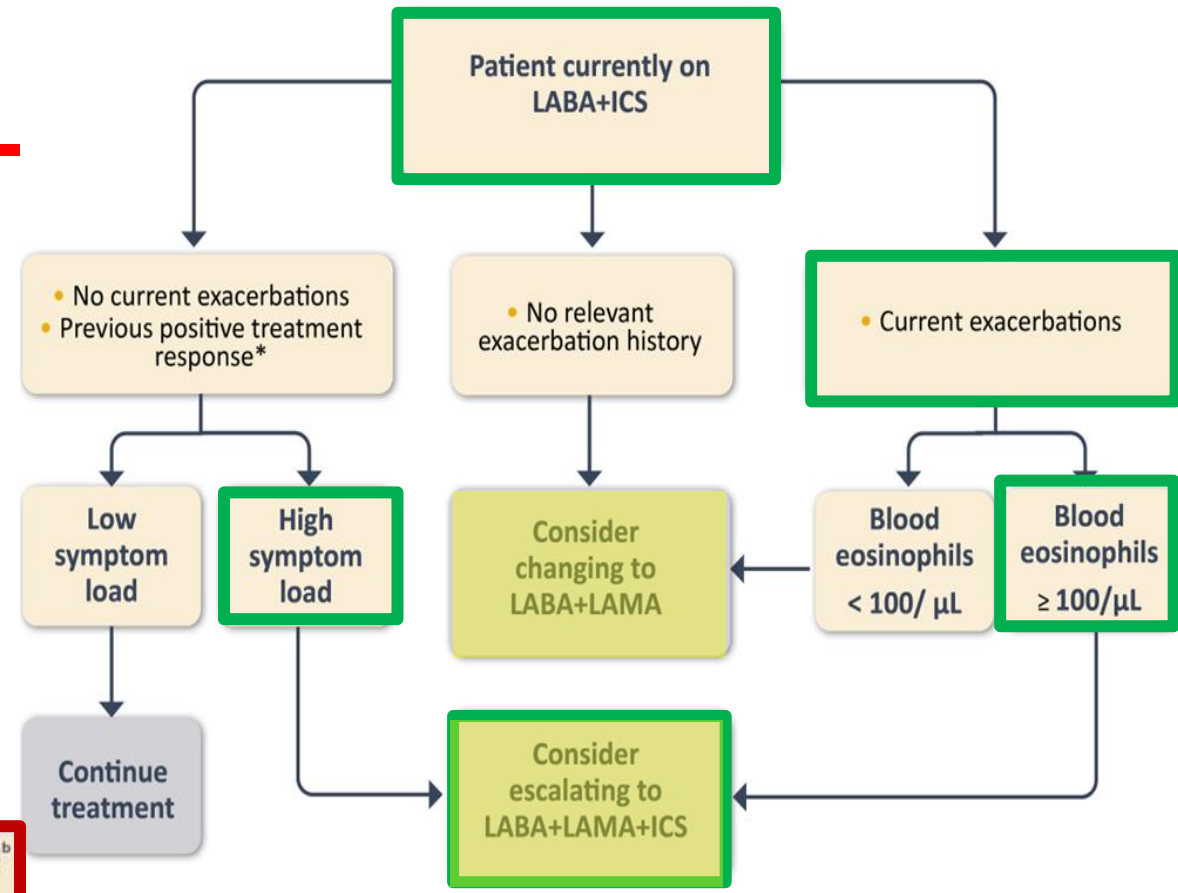 Patient currently on
LABA+ICS
• No current exacerbations
• Previous positive treatment
response*
• No relevant
exacerbation history
• Current exacerbations
Low
symptom
load
High
symptom
load
Consider
changing to
LABA+LAMA
Blood
eosinophils
< 100/ μL
Blood
eosinophils
≥ 100/μL
Continue
treatment
Consider
escalating to
LABA+LAMA+ICS
b